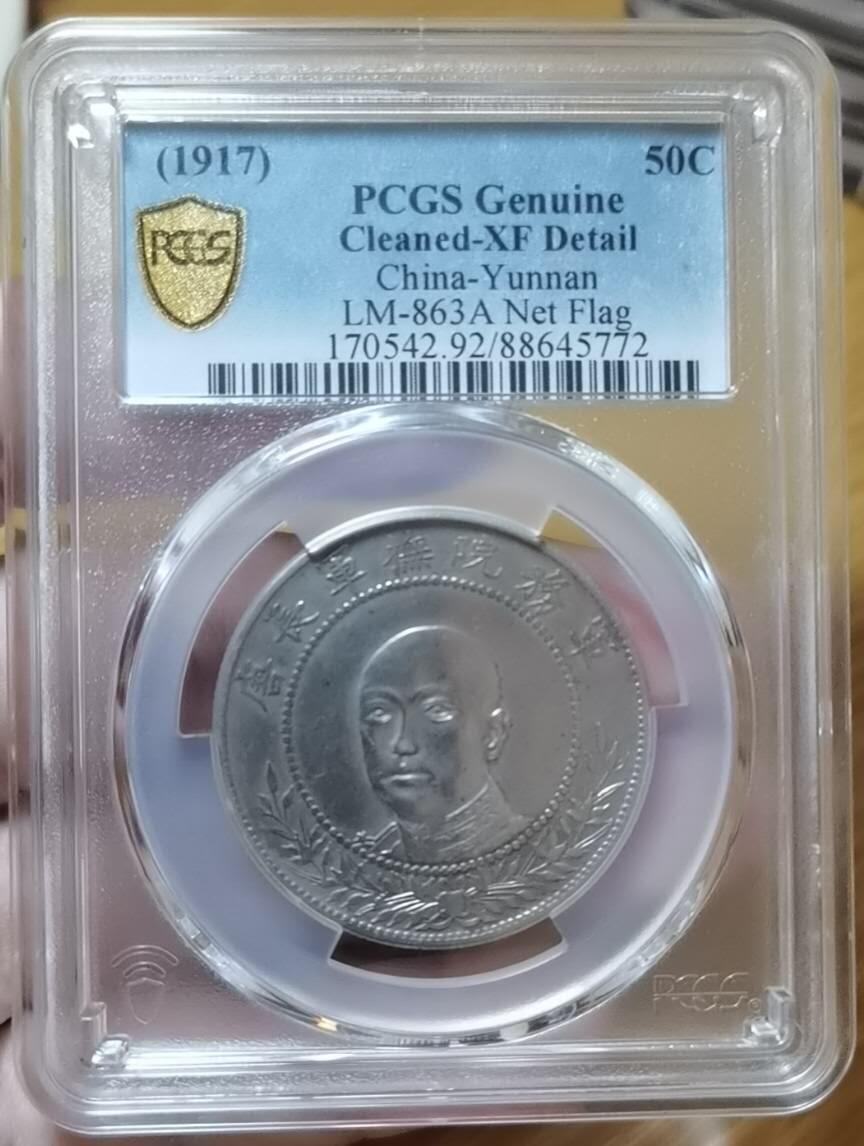 (1917) 50C
PCGS
PCGS Genuine
Cleaned-XF Detail
China-Yunnan
LM-863A Net Flag
170542.92/88645772
軍務院撫軍長唐
PCGS